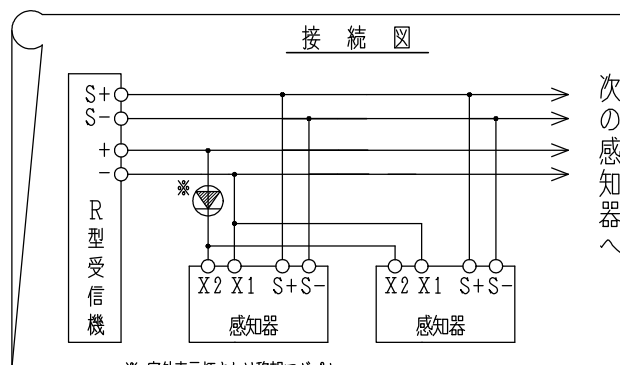 接続図
S+
S-
+
-
R型受信機
※
X2 X1 S+ S-
感知器
X2 X1 S+ S-
感知器
次の感知器へ